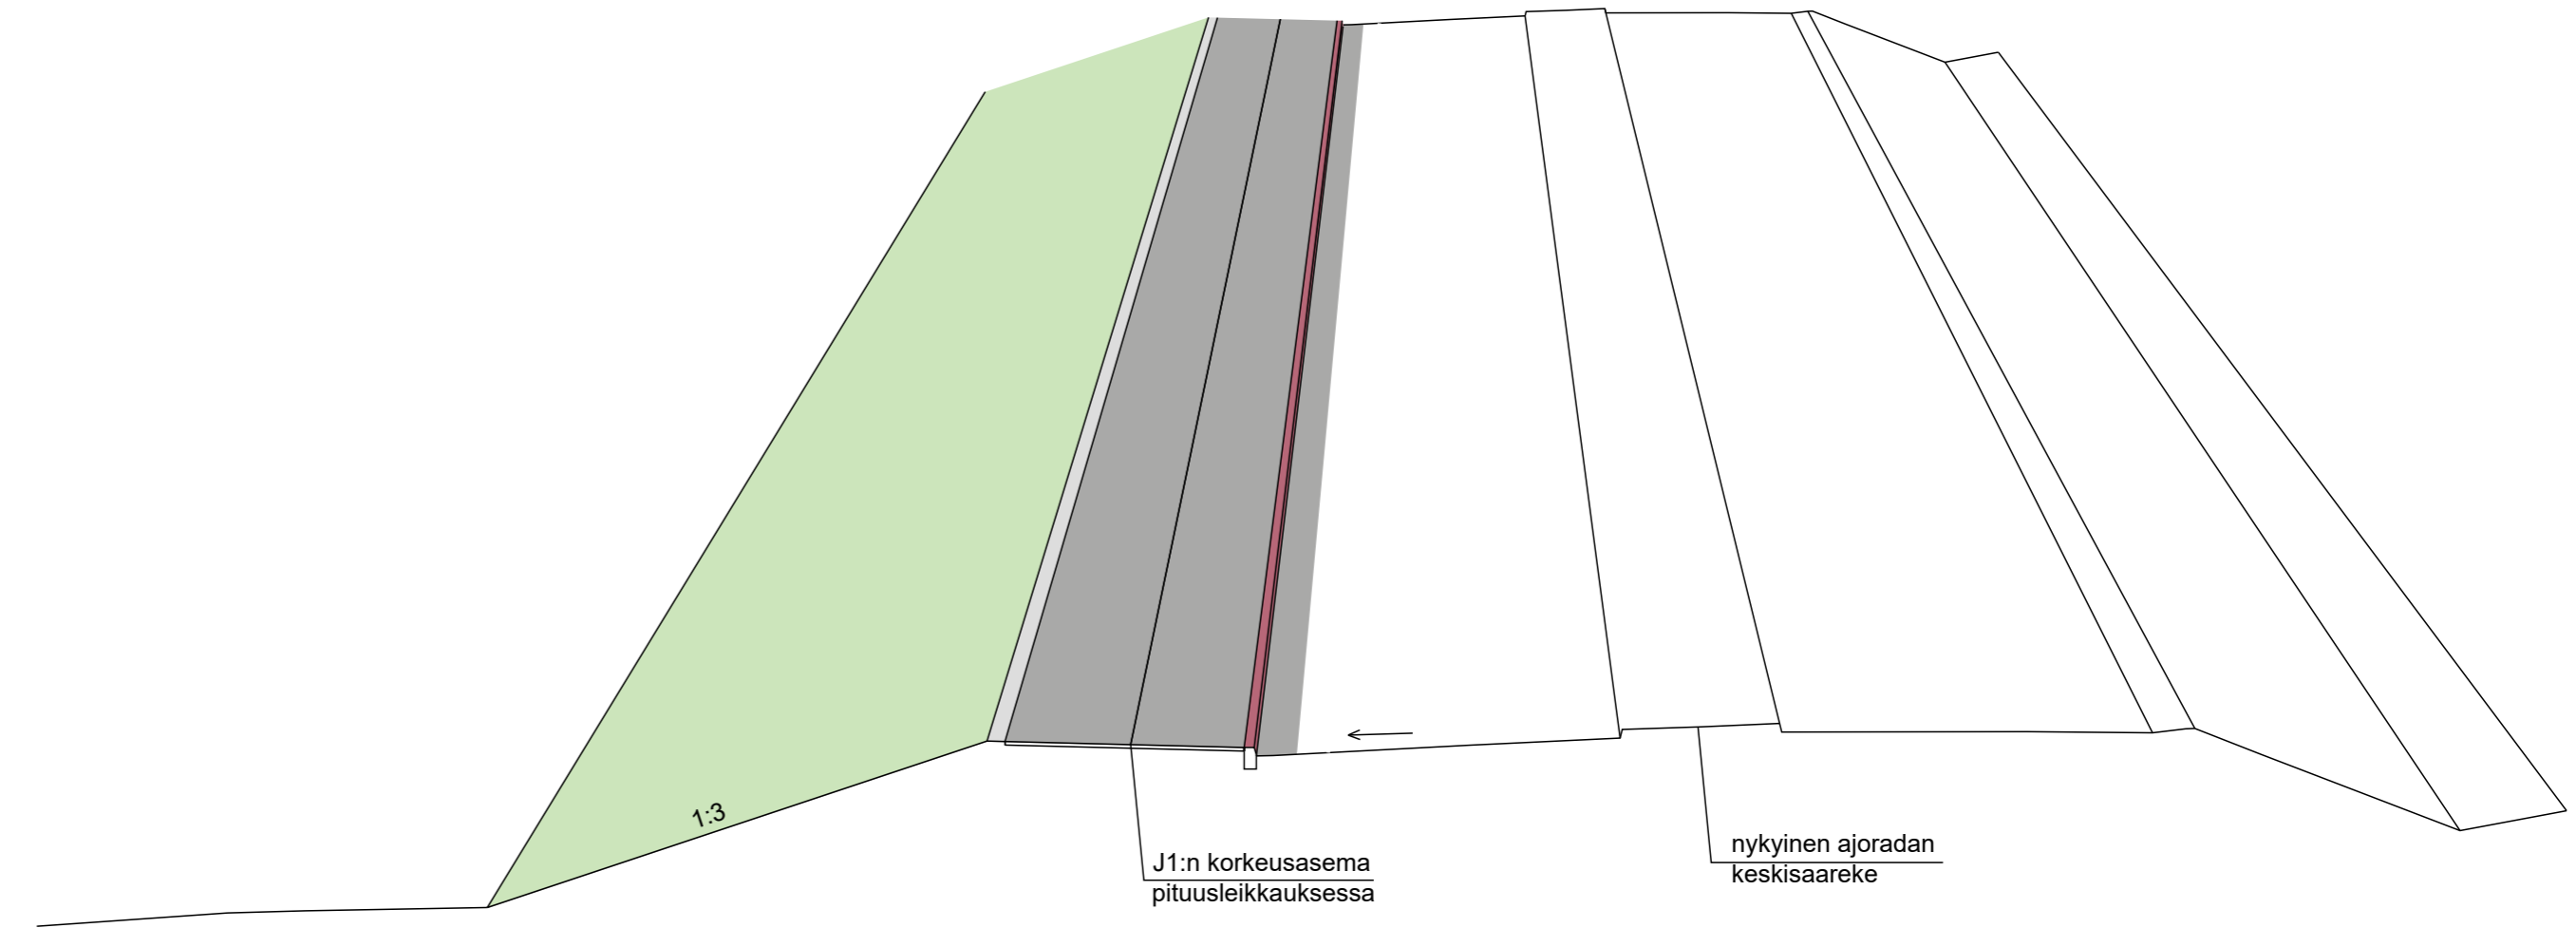 1:3
J1:n korkeusasema
pituusleikkauksessa
nykyinen ajoradan
keskisaareke